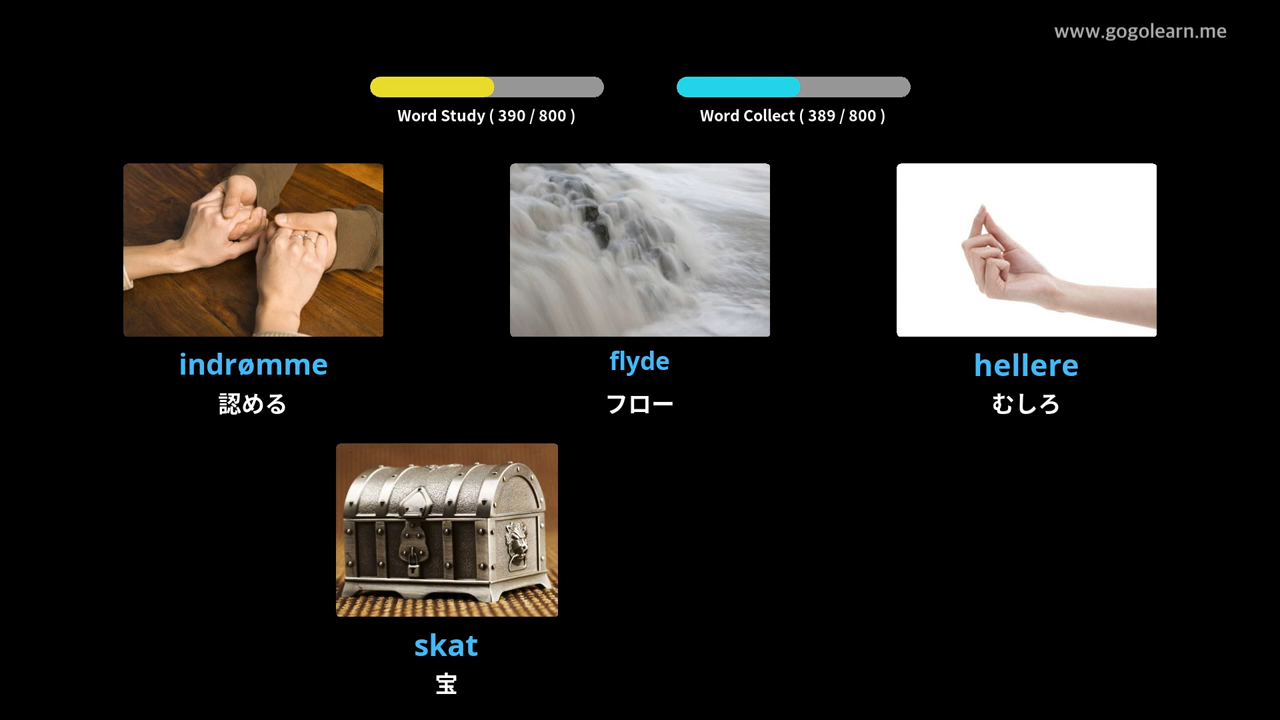 www.gogolearn.me
Word Study ( 390 / 800 )
Word Collect ( 389 / 800 )
indrømme
認める
flyde
フロー
hellere
むしろ
skat
宝